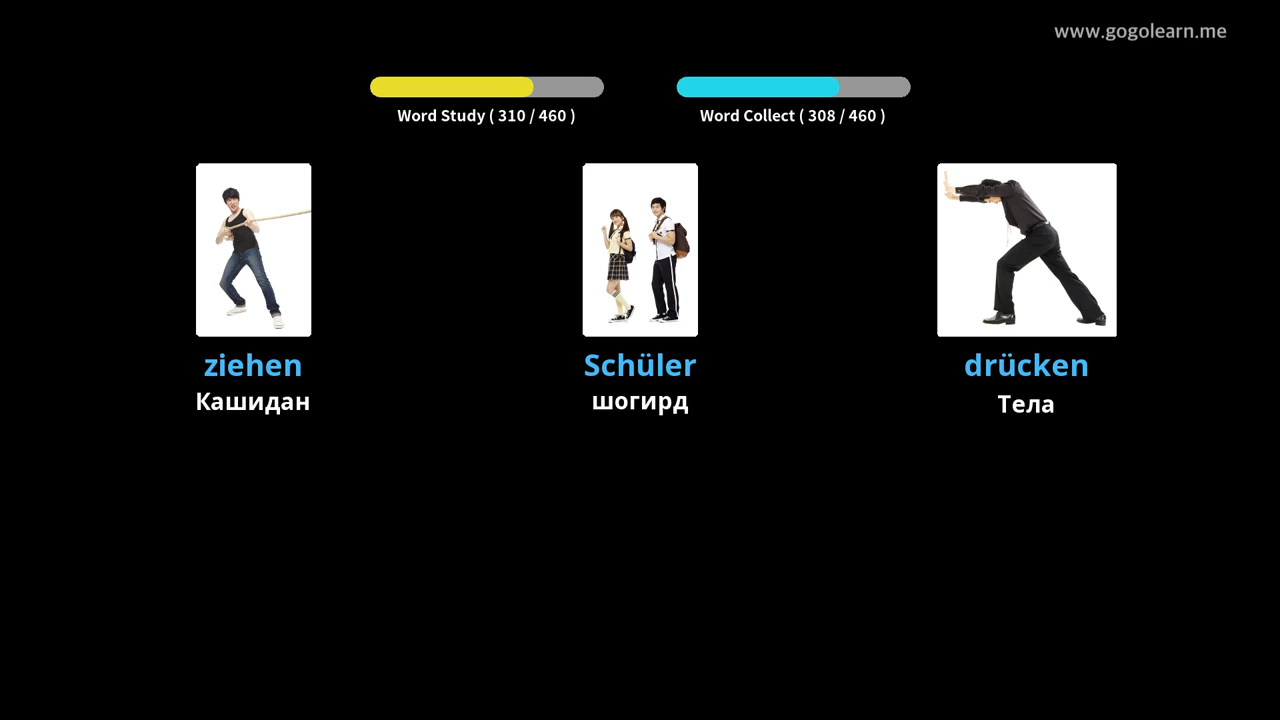 www.gogolearn.me
Word Study ( 310 / 460 )
Word Collect ( 308 / 460 )
ziehen
Кашидан
Schüler
шогирд
drücken
Тела